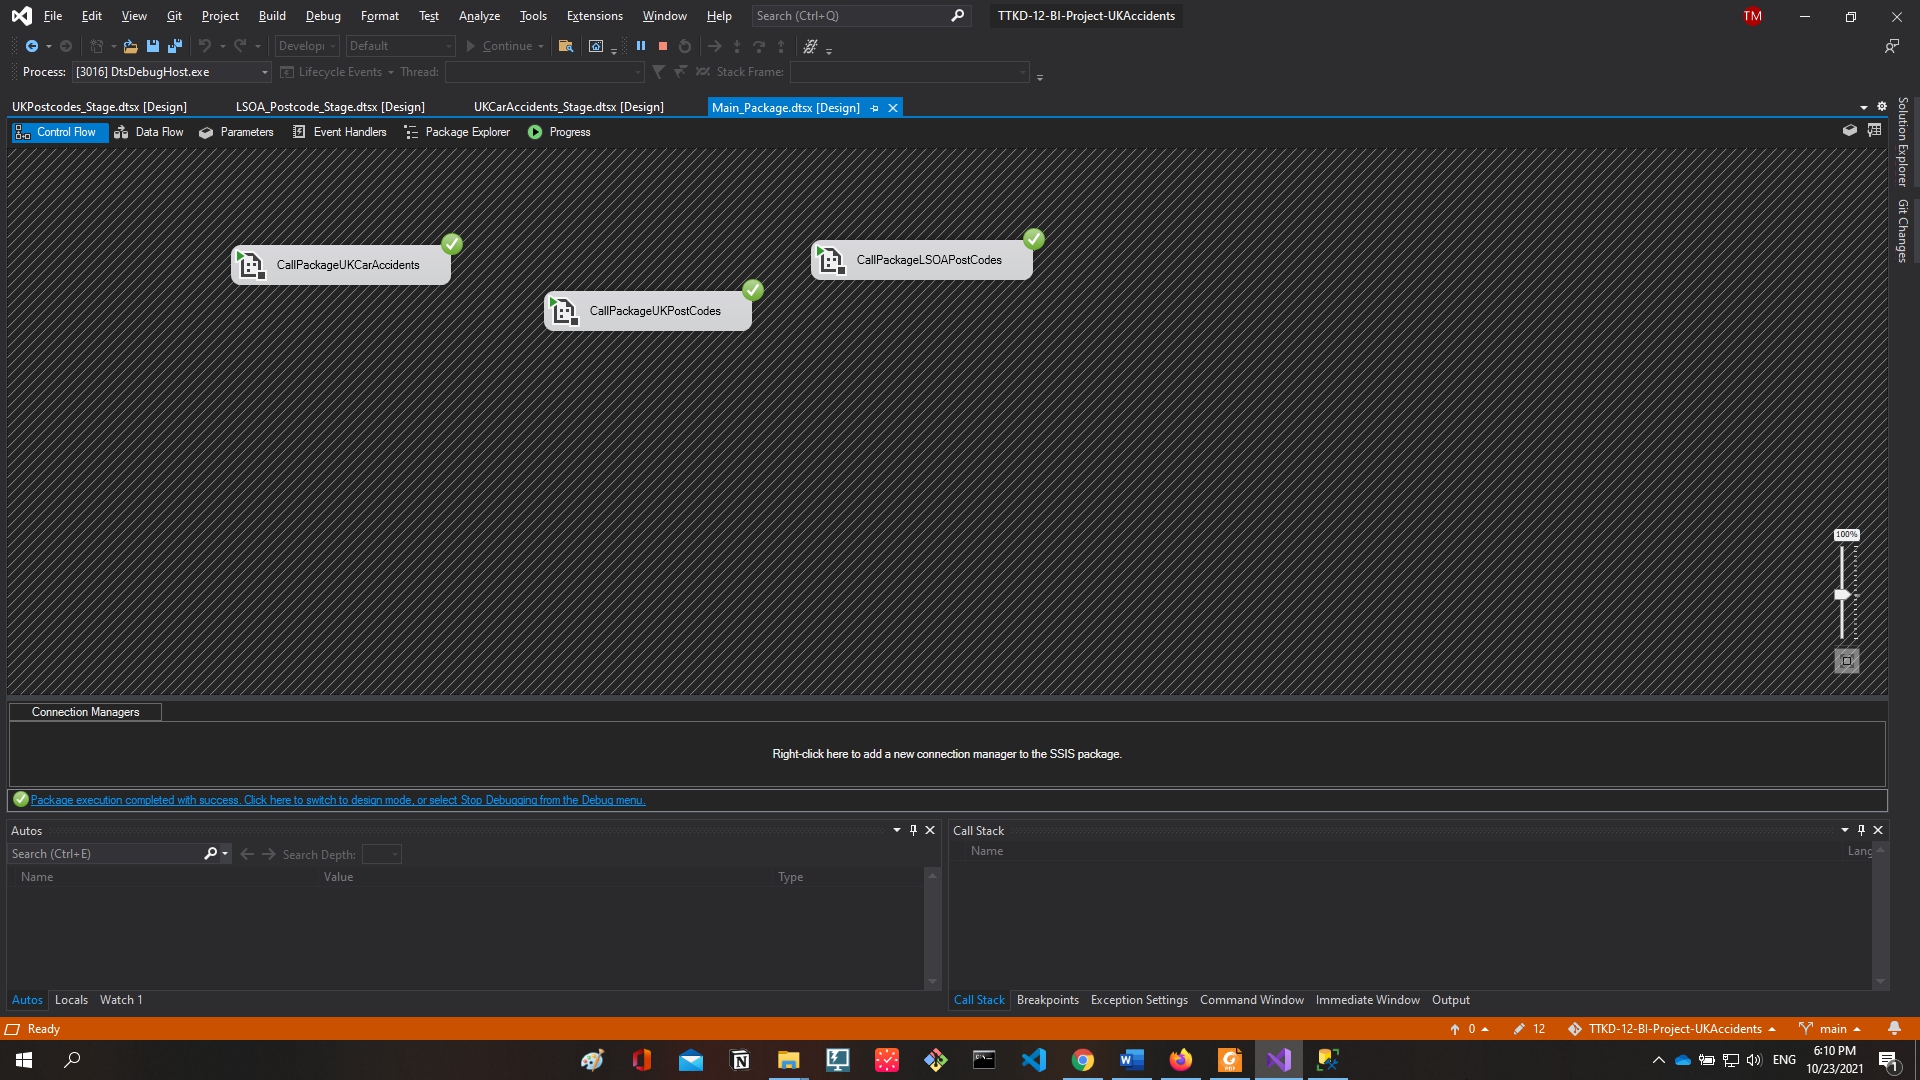 File Edit View Git Project Build Debug Format Test Analyze Tools Extensions Window Help Search (Ctrl+Q) TTKD-12-BI-Project-UKAccidents TM
Developi Default Continue
Process: [3016] DtsDebugHost.exe Lifecycle Events Thread: Stack Frame:
UKPostcodes_Stage.dtsx [Design] LSOA_Postcode_Stage.dtsx [Design] UKCarAccidents_Stage.dtsx [Design] Main_Package.dtsx [Design]
Control Flow Data Flow Parameters Event Handlers Package Explorer Progress
Solution Explorer
Git Changes
CallPackageUKCarAccidents
CallPackageLSOAPostCodes
CallPackageUKPostCodes
100%
Connection Managers
Right-click here to add a new connection manager to the SSIS package.
Package execution completed with success. Click here to switch to design mode, or select Stop Debugging from the Debug menu.
Autos
Search (Ctrl+E) Search Depth:
Name Value Type
Autos Locals Watch 1
Call Stack
Name Lang
Call Stack Breakpoints Exception Settings Command Window Immediate Window Output
Ready 0 12 TTKD-12-BI-Project-UKAccidents main
ENG 6:10 PM
10/23/2021 1